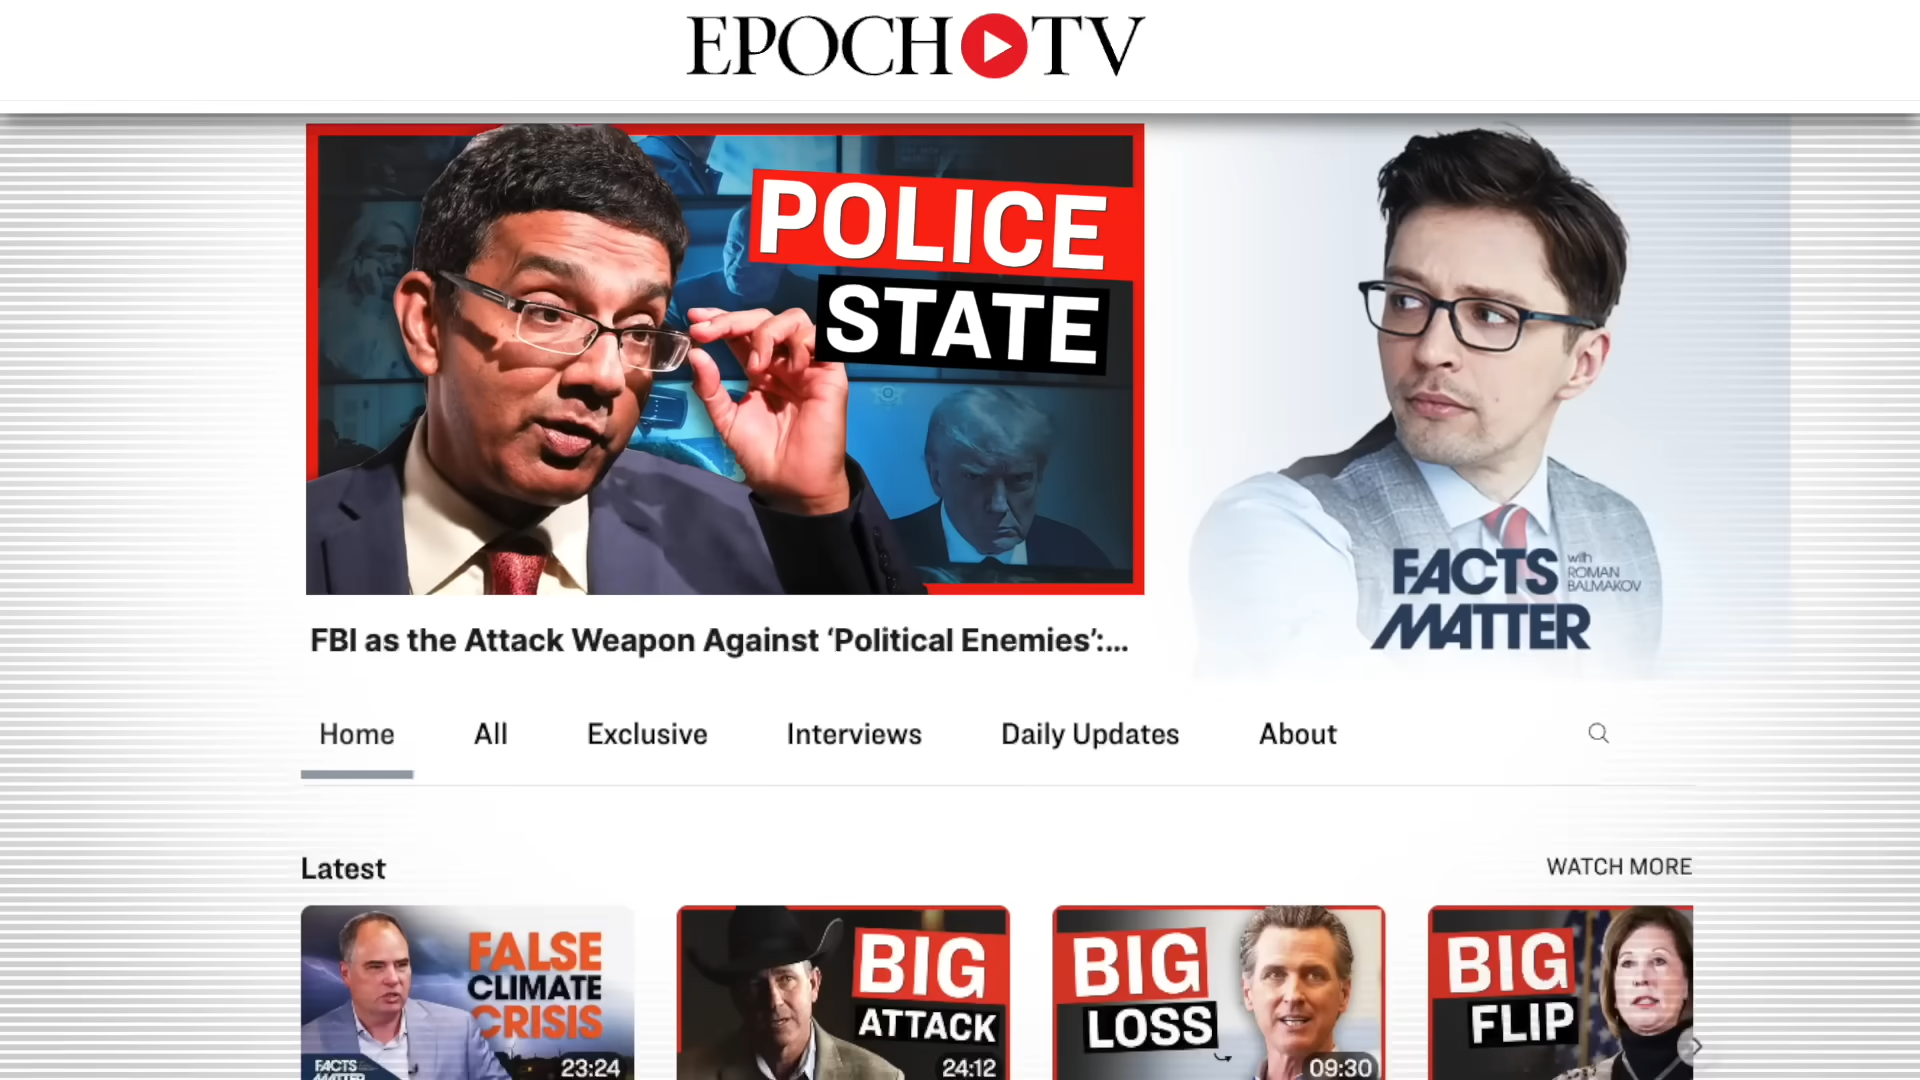 EPOCH TV
POLICE
STATE
FACTS with ROMAN BALMAKOV
MATTER
FBI as the Attack Weapon Against ‘Political Enemies’:...
Home All Exclusive Interviews Daily Updates About
Latest WATCH MORE
FALSE
CLIMATE
CRISIS
FACTS
MATTER
23:24
BIG
ATTACK
24:12
BIG
LOSS
09:30
BIG
FLIP